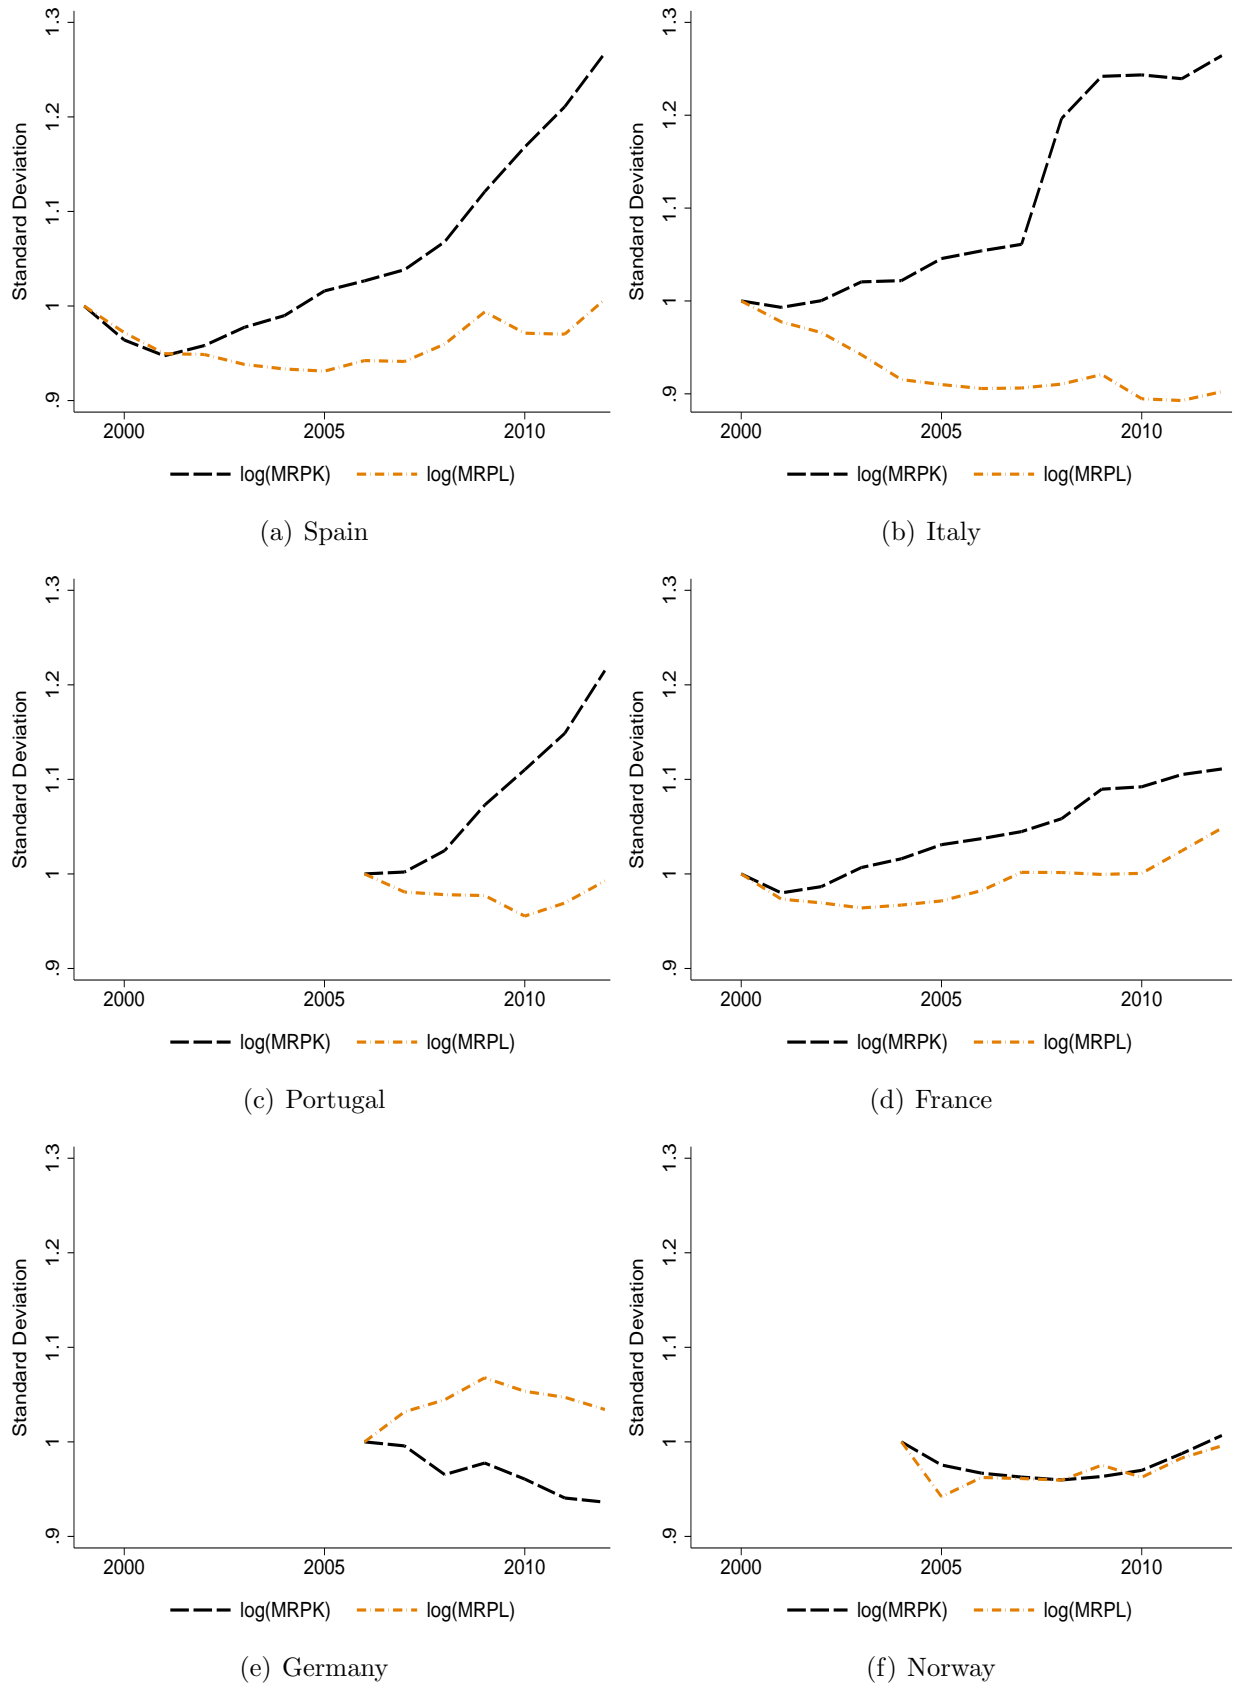 Standard Deviation
1.3
1.2
1.1
1
.9
2000 2005 2010
log(MRPK) log(MRPL)
(a) Spain
Standard Deviation
1.3
1.2
1.1
1
.9
2000 2005 2010
log(MRPK) log(MRPL)
(b) Italy
Standard Deviation
1.3
1.2
1.1
1
.9
2000 2005 2010
log(MRPK) log(MRPL)
(c) Portugal
Standard Deviation
1.3
1.2
1.1
1
.9
2000 2005 2010
log(MRPK) log(MRPL)
(d) France
Standard Deviation
1.3
1.2
1.1
1
.9
2000 2005 2010
log(MRPK) log(MRPL)
(e) Germany
Standard Deviation
1.3
1.2
1.1
1
.9
2000 2005 2010
log(MRPK) log(MRPL)
(f) Norway